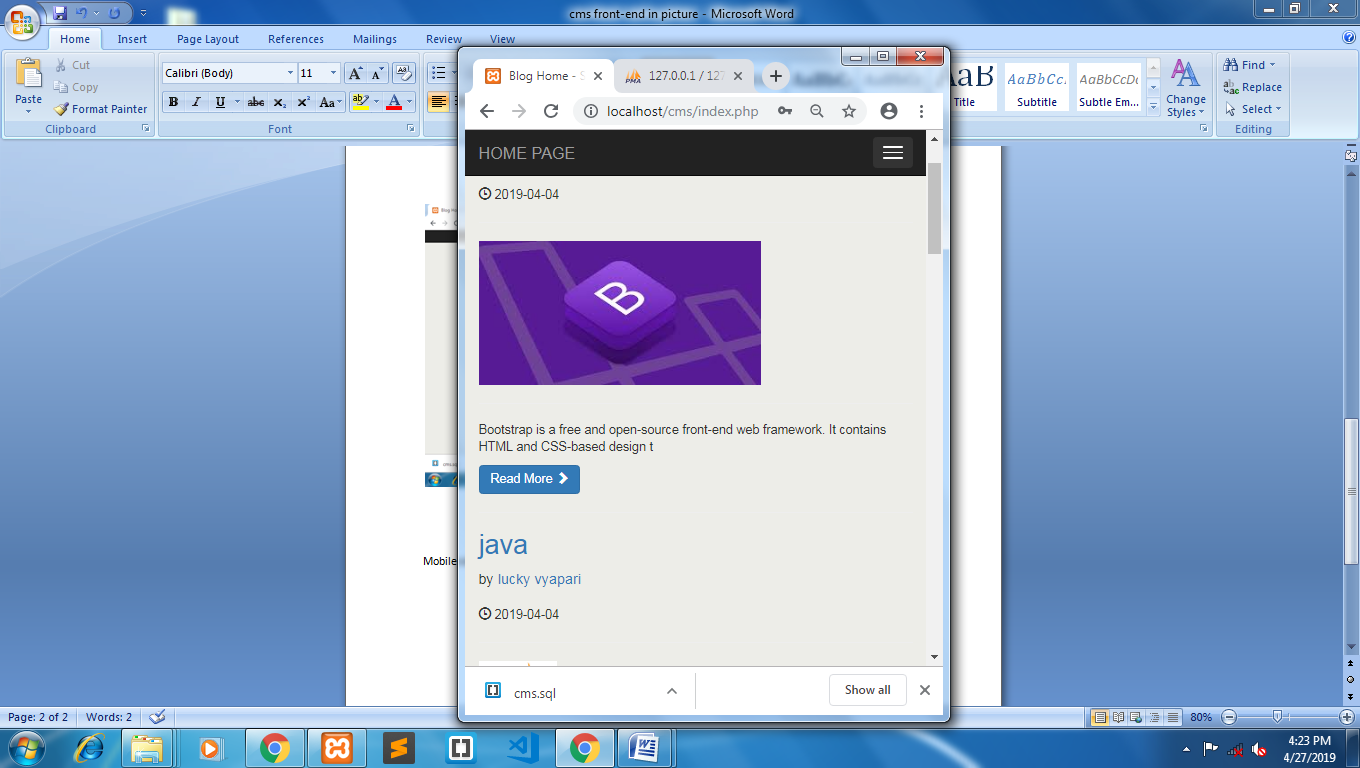 cms front-end in picture - Microsoft Word
Home Insert Page Layout References Mailings Review View
Paste
Cut
Copy
Format Painter
Clipboard
Calibri (Body) 11
B I U abc X₂ X² Aa
ab A
Font
Title
Subtitle
Subtle Em...
AaBbCc.
Change
Styles
Find
Replace
Select
Editing
Blog Home - S
127.0.0.1 / 127
localhost/cms/index.php
HOME PAGE
2019-04-04
B
Bootstrap is a free and open-source front-end web framework. It contains
HTML and CSS-based design t
Read More
java
by lucky vyapari
2019-04-04
Mobile
cms.sql
Show all
Page: 2 of 2 Words: 2
80%
4:23 PM
4/27/2019